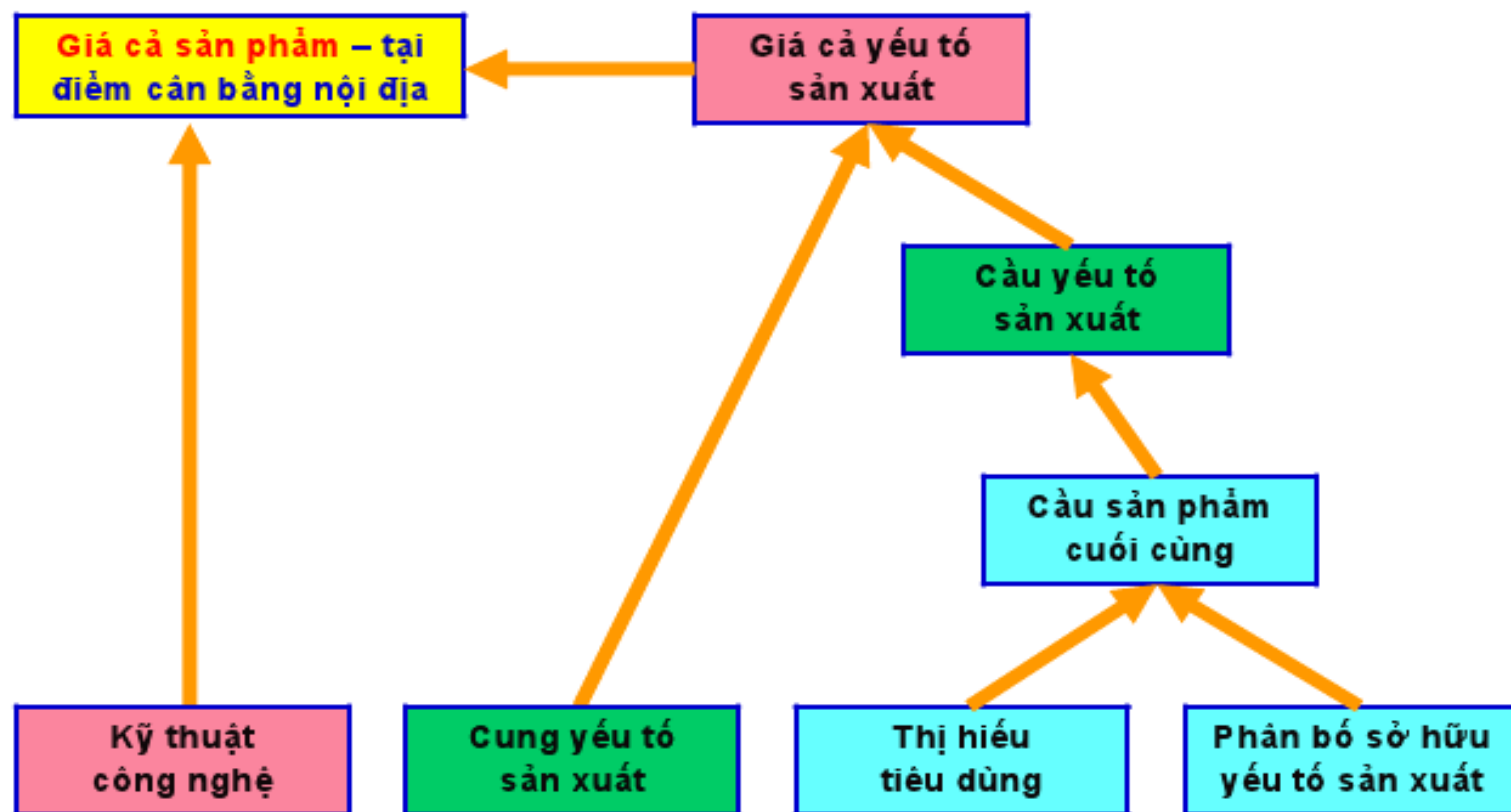 Giá cả sản phẩm – tại
điểm cân bằng nội địa
Giá cả yếu tố
sản xuất
Cầu yếu tố
sản xuất
Cầu sản phẩm
cuối cùng
Kỹ thuật
công nghệ
Cung yếu tố
sản xuất
Thị hiếu
tiêu dùng
Phân bố sở hữu
yếu tố sản xuất